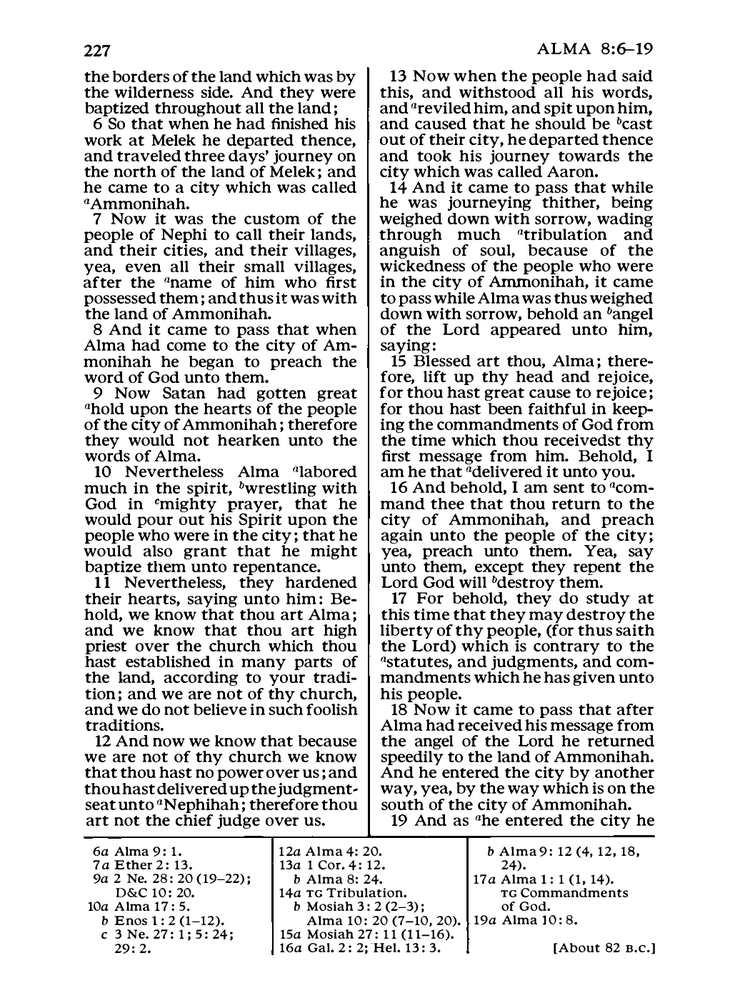 227
ALMA 8:6–19
the borders of the land which was by
the wilderness side. And they were
baptized throughout all the land;
6 So that when he had finished his
work at Melek he departed thence,
and traveled three days' journey on
the north of the land of Melek; and
he came to a city which was called
aAmmonihah.
7 Now it was the custom of the
people of Nephi to call their lands,
and their cities, and their villages,
yea, even all their small villages,
after the aname of him who first
possessed them; and thus it was with
the land of Ammonihah.
8 And it came to pass that when
Alma had come to the city of Am-
monihah he began to preach the
word of God unto them.
9 Now Satan had gotten great
ahold upon the hearts of the people
of the city of Ammonihah; therefore
they would not hearken unto the
words of Alma.
10 Nevertheless Alma alabored
much in the spirit, bwrestling with
God in cmighty prayer, that he
would pour out his Spirit upon the
people who were in the city; that he
would also grant that he might
baptize them unto repentance.
11 Nevertheless, they hardened
their hearts, saying unto him: Be-
hold, we know that thou art Alma;
and we know that thou art high
priest over the church which thou
hast established in many parts of
the land, according to your tradi-
tion; and we are not of thy church,
and we do not believe in such foolish
traditions.
12 And now we know that because
we are not of thy church we know
that thou hast no power over us; and
thou hast delivered up the judgment-
seat unto aNephihah; therefore thou
art not the chief judge over us.
13 Now when the people had said
this, and withstood all his words,
and areviled him, and spit upon him,
and caused that he should be bcast
out of their city, he departed thence
and took his journey towards the
city which was called Aaron.
14 And it came to pass that while
he was journeying thither, being
weighed down with sorrow, wading
through much atribulation and
anguish of soul, because of the
wickedness of the people who were
in the city of Ammonihah, it came
to pass while Alma was thus weighed
down with sorrow, behold an bangel
of the Lord appeared unto him,
saying:
15 Blessed art thou, Alma; there-
fore, lift up thy head and rejoice,
for thou hast great cause to rejoice;
for thou hast been faithful in keep-
ing the commandments of God from
the time which thou receivedst thy
first message from him. Behold, I
am he that adelivered it unto you.
16 And behold, I am sent to acom-
mand thee that thou return to the
city of Ammonihah, and preach
again unto the people of the city;
yea, preach unto them. Yea, say
unto them, except they repent the
Lord God will bdestroy them.
17 For behold, they do study at
this time that they may destroy the
liberty of thy people, (for thus saith
the Lord) which is contrary to the
astatutes, and judgments, and com-
mandments which he has given unto
his people.
18 Now it came to pass that after
Alma had received his message from
the angel of the Lord he returned
speedily to the land of Ammonihah.
And he entered the city by another
way, yea, by the way which is on the
south of the city of Ammonihah.
19 And as ahe entered the city he
6a Alma 9: 1.
7a Ether 2: 13.
9a 2 Ne. 28: 20 (19–22);
D&C 10: 20.
10a Alma 17: 5.
b Enos 1: 2 (1–12).
c 3 Ne. 27: 1; 5: 24;
29: 2.
12a Alma 4: 20.
13a 1 Cor. 4: 12.
b Alma 8: 24.
14a TG Tribulation.
b Mosiah 3: 2 (2–3);
Alma 10: 20 (7–10, 20).
15a Mosiah 27: 11 (11–16).
16a Gal. 2: 2; Hel. 13: 3.
b Alma 9: 12 (4, 12, 18,
24).
17a Alma 1: 1 (1, 14).
TG Commandments
of God.
19a Alma 10: 8.
[About 82 B.C.]